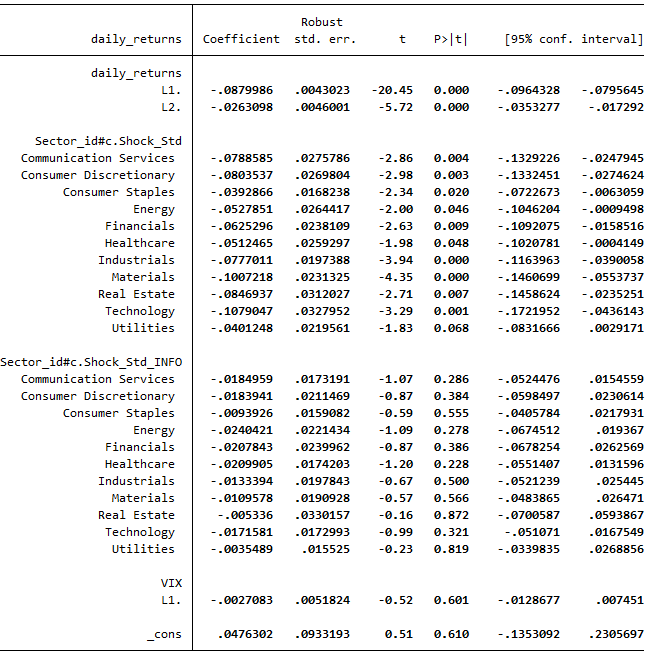 Robust
daily_returns Coefficient std. err. t P>|t| [95% conf. interval]
daily_returns
L1. -.0879986 .0043023 -20.45 0.000 -.0964328 -.0795645
L2. -.0263098 .0046001 -5.72 0.000 -.0353277 -.017292
Sector_id#c.Shock_Std
Communication Services -.0788585 .0275786 -2.86 0.004 -.1329226 -.0247945
Consumer Discretionary -.0803537 .0269804 -2.98 0.003 -.1332451 -.0274624
Consumer Staples -.0392866 .0168238 -2.34 0.020 -.0722673 -.0063059
Energy -.0527851 .0264417 -2.00 0.046 -.1046204 -.0009498
Financials -.0625296 .0238109 -2.63 0.009 -.1092075 -.0158516
Healthcare -.0512465 .0259297 -1.98 0.048 -.1020781 -.0004149
Industrials -.0777011 .0197388 -3.94 0.000 -.1163963 -.0390058
Materials -.1007218 .0231325 -4.35 0.000 -.1460699 -.0553737
Real Estate -.0846937 .0312027 -2.71 0.007 -.1458624 -.0235251
Technology -.1079047 .0327952 -3.29 0.001 -.1721952 -.0436143
Utilities -.0401248 .0219561 -1.83 0.068 -.0831666 .0029171
Sector_id#c.Shock_Std_INFO
Communication Services -.0184959 .0173191 -1.07 0.286 -.0524476 .0154559
Consumer Discretionary -.0183941 .0211469 -0.87 0.384 -.0598497 .0230614
Consumer Staples -.0093926 .0159082 -0.59 0.555 -.0405784 .0217931
Energy -.0240421 .0221434 -1.09 0.278 -.0674512 .019367
Financials -.0207843 .0239962 -0.87 0.386 -.0678254 .0262569
Healthcare -.0209905 .0174203 -1.20 0.228 -.0551407 .0131596
Industrials -.0133394 .0197843 -0.67 0.500 -.0521239 .025445
Materials -.0109578 .0190928 -0.57 0.566 -.0483865 .026471
Real Estate -.005336 .0330157 -0.16 0.872 -.0700587 .0593867
Technology -.0171581 .0172993 -0.99 0.321 -.051071 .0167549
Utilities -.0035489 .015525 -0.23 0.819 -.0339835 .0268856
VIX
L1. -.0027083 .0051824 -0.52 0.601 -.0128677 .007451
_cons .0476302 .0933193 0.51 0.610 -.1353092 .2305697